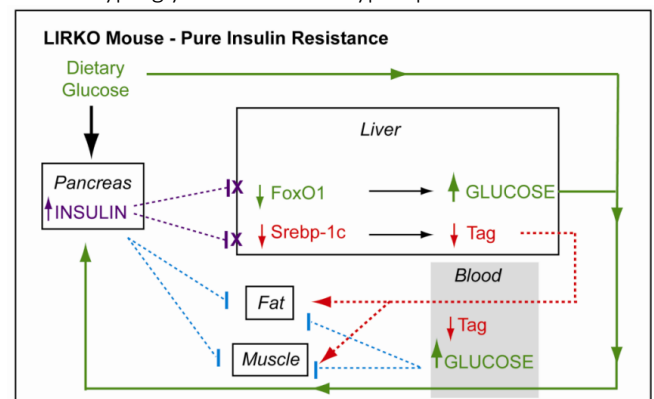 LIRKO Mouse - Pure Insulin Resistance
Dietary
Glucose
Liver
Pancreas
INSULIN
X
FoxO1
GLUCOSE
X
Srebp-1c
Tag
Blood
Fat
Tag
Muscle
GLUCOSE